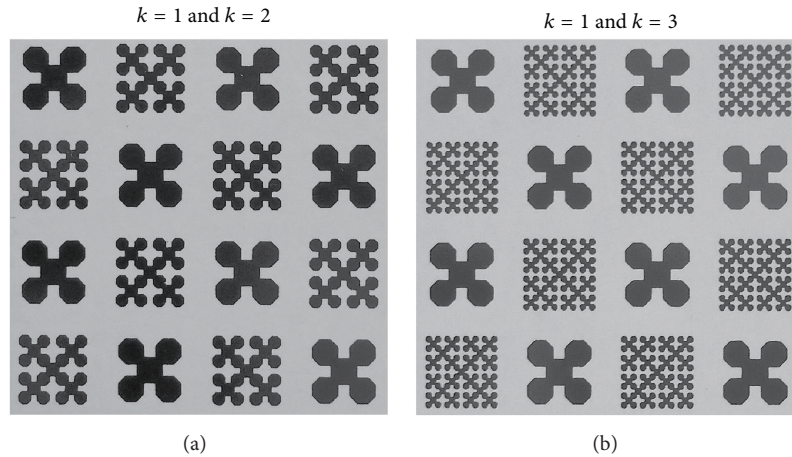 k = 1 and k = 2
k = 1 and k = 3
(a)
(b)